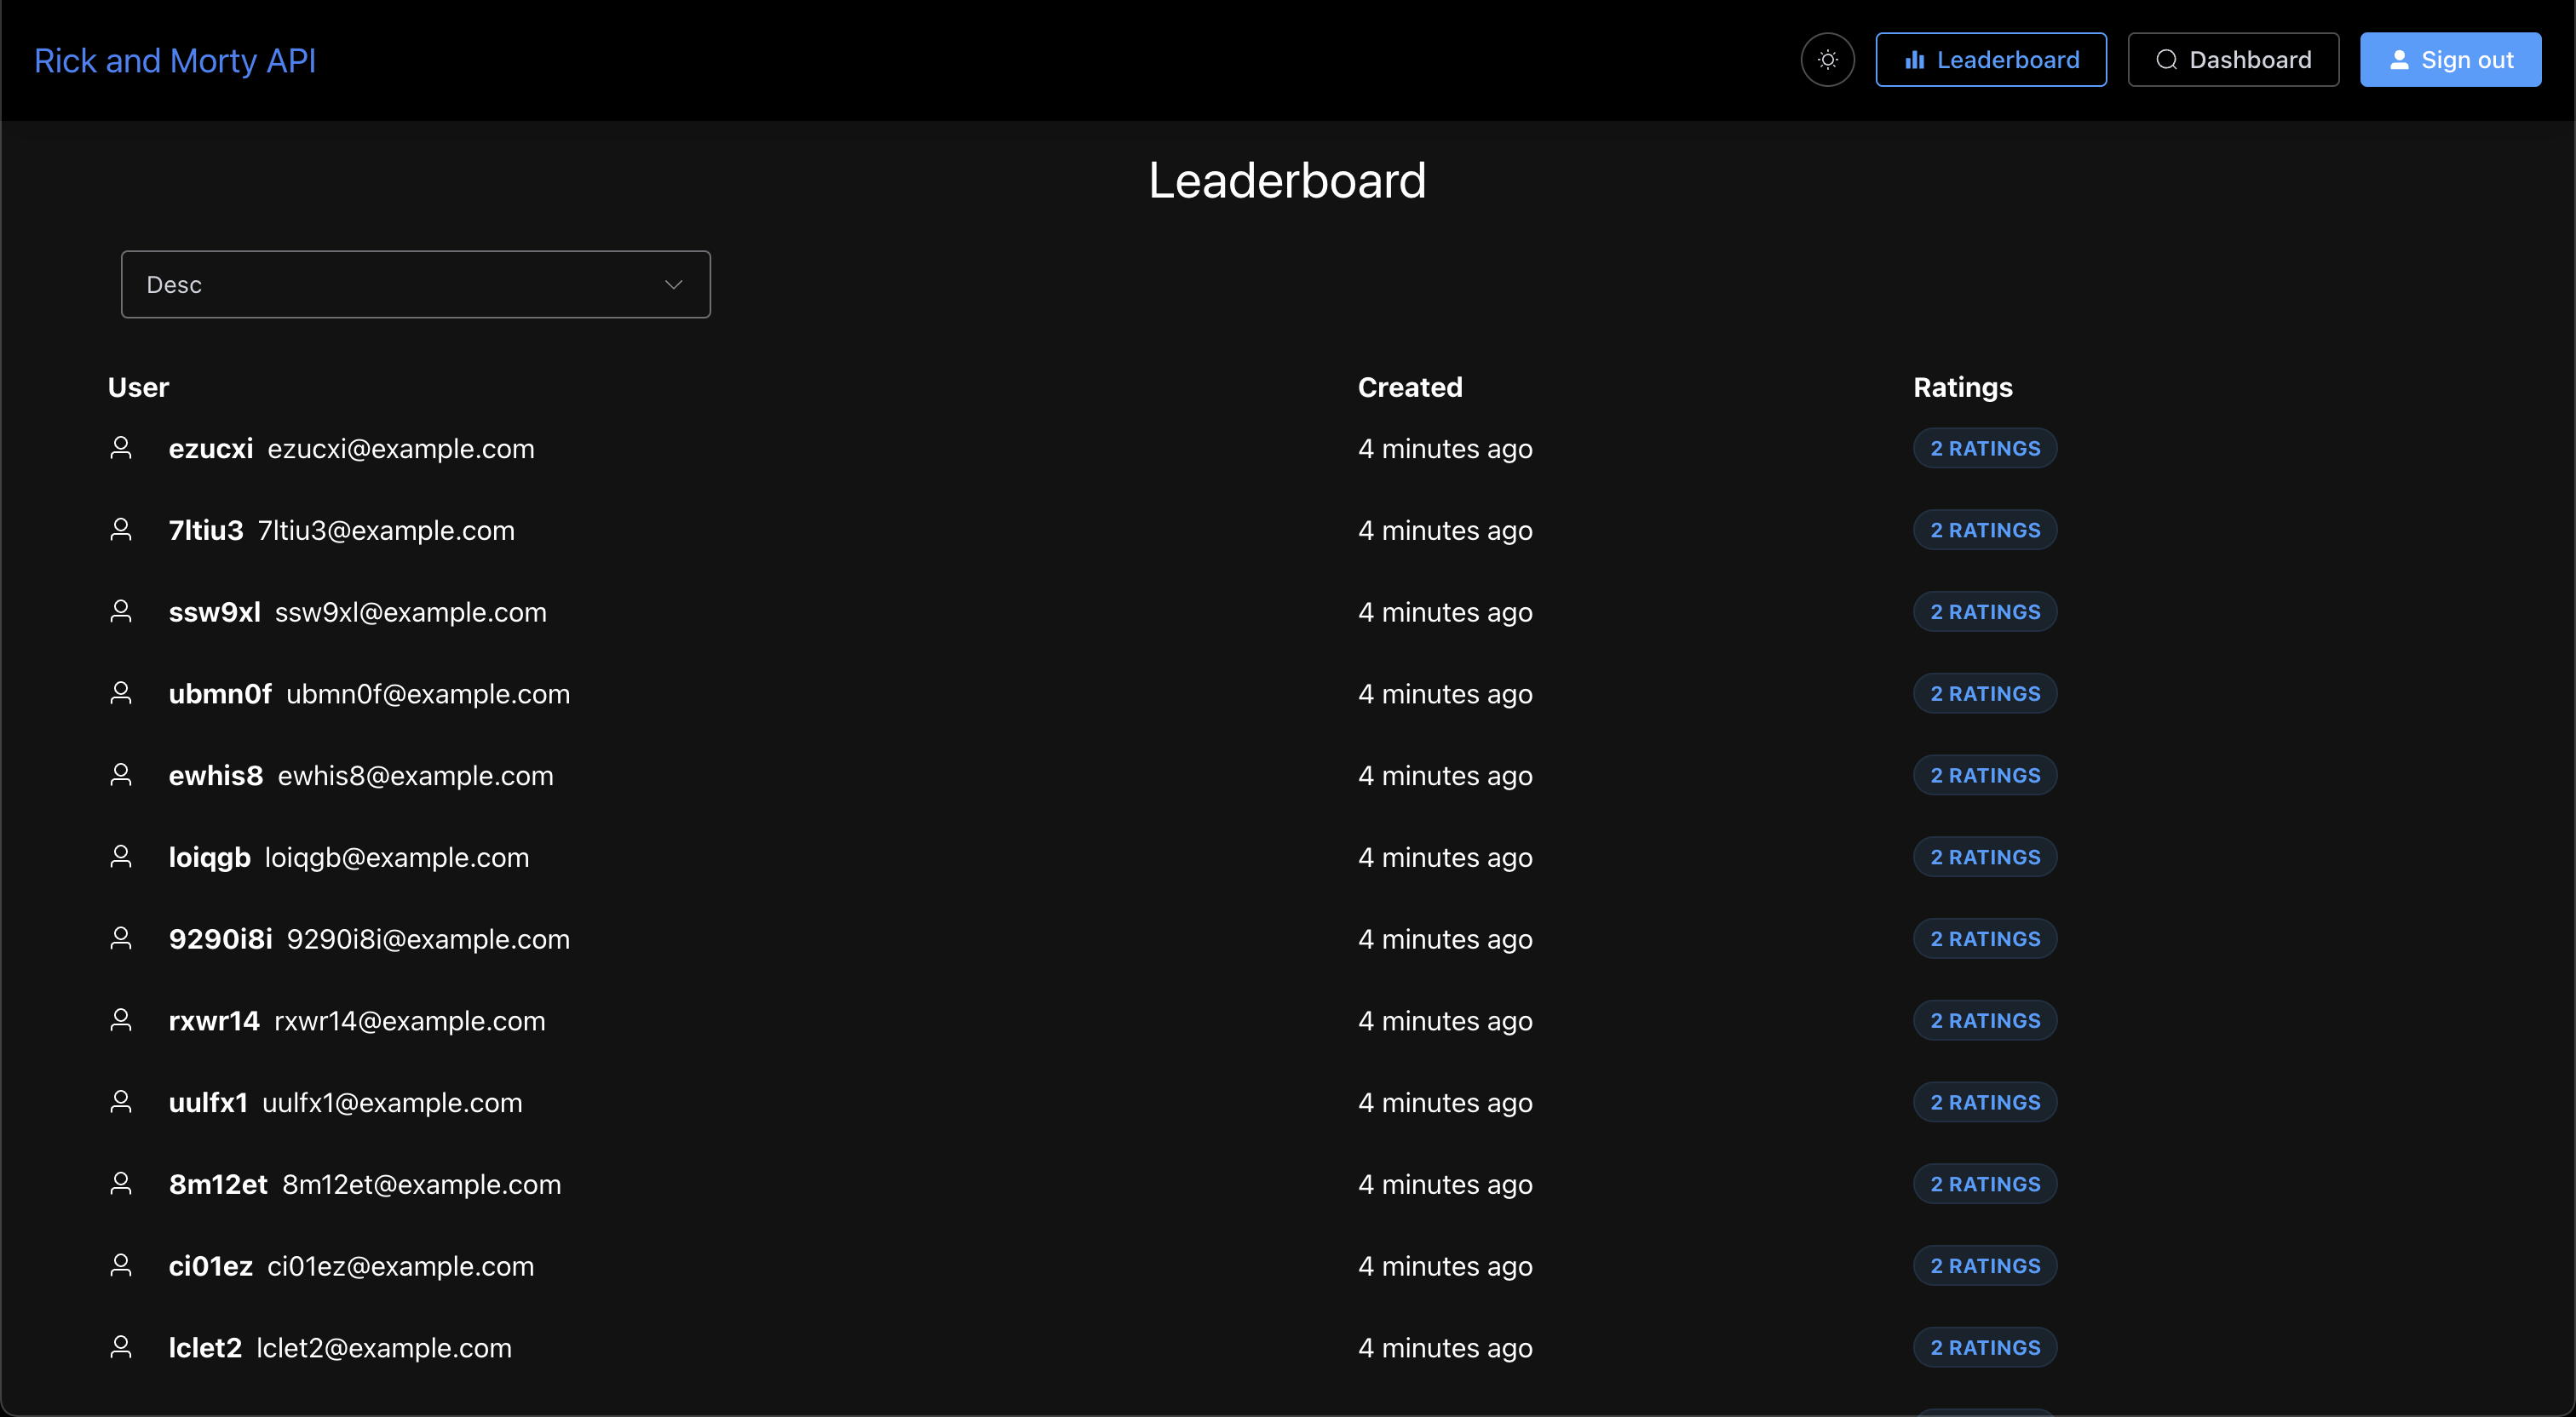 Rick and Morty API
Leaderboard Dashboard Sign out
Leaderboard
Desc
User Created Ratings
ezucxi ezucxi@example.com 4 minutes ago 2 RATINGS
7ltiu3 7ltiu3@example.com 4 minutes ago 2 RATINGS
ssw9xl ssw9xl@example.com 4 minutes ago 2 RATINGS
ubmn0f ubmn0f@example.com 4 minutes ago 2 RATINGS
ewhis8 ewhis8@example.com 4 minutes ago 2 RATINGS
loiqgb loiqgb@example.com 4 minutes ago 2 RATINGS
9290i8i 9290i8i@example.com 4 minutes ago 2 RATINGS
rxwr14 rxwr14@example.com 4 minutes ago 2 RATINGS
uulfx1 uulfx1@example.com 4 minutes ago 2 RATINGS
8m12et 8m12et@example.com 4 minutes ago 2 RATINGS
ci01ez ci01ez@example.com 4 minutes ago 2 RATINGS
lclet2 lclet2@example.com 4 minutes ago 2 RATINGS